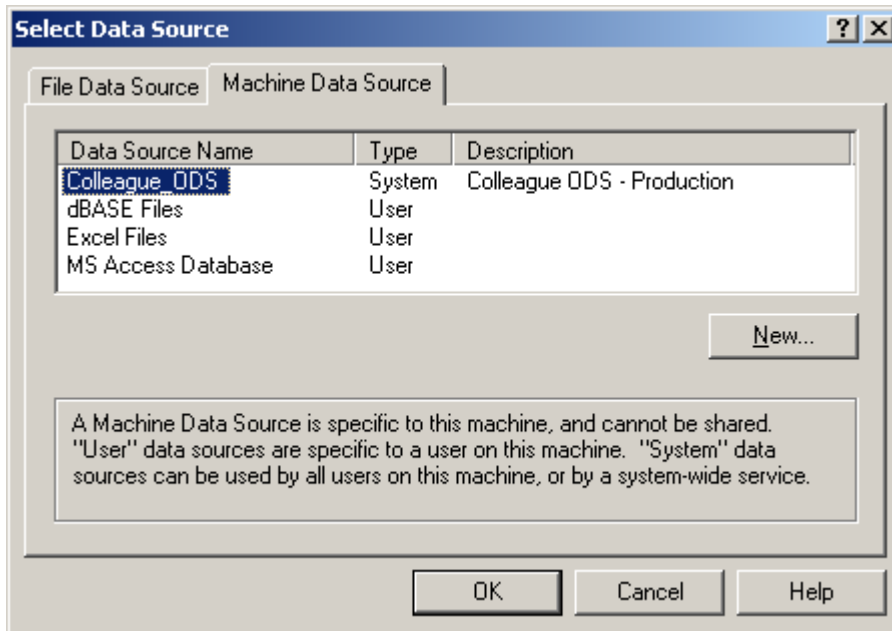 Select Data Source
File Data Source Machine Data Source
Data Source Name Type Description
Colleague_ODS System Colleague ODS - Production
dBASE Files User
Excel Files User
MS Access Database User
New...
A Machine Data Source is specific to this machine, and cannot be shared.
"User" data sources are specific to a user on this machine. "System" data
sources can be used by all users on this machine, or by a system-wide service.
OK Cancel Help